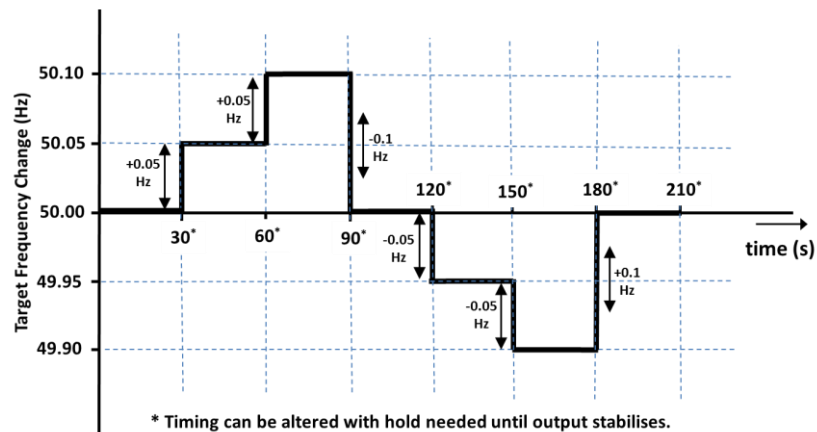 Target Frequency Change (Hz)
50.10
50.05
50.00
49.95
49.90
+0.05
Hz
+0.05
Hz
-0.1
Hz
30*
60*
90*
120*
150*
180*
210*
-0.05
Hz
-0.05
Hz
+0.1
Hz
time (s)
* Timing can be altered with hold needed until output stabilises.